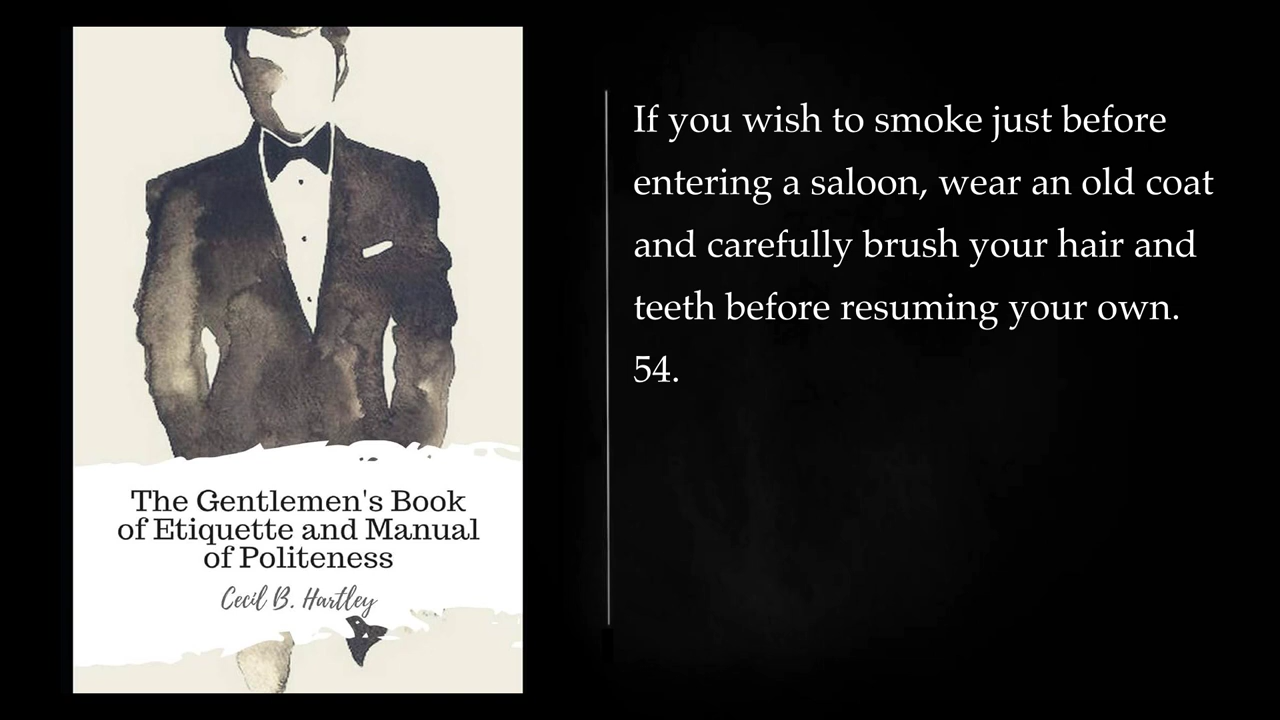 The Gentlemen's Book
of Etiquette and Manual
of Politeness
Cecil B. Hartley
If you wish to smoke just before
entering a saloon, wear an old coat
and carefully brush your hair and
teeth before resuming your own.
54.